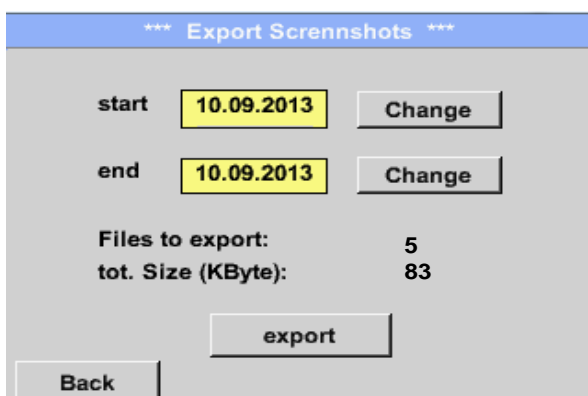 *** Export Scrennshots ***
start 10.09.2013 Change
end 10.09.2013 Change
Files to export: 5
tot. Size (KByte): 83
export
Back